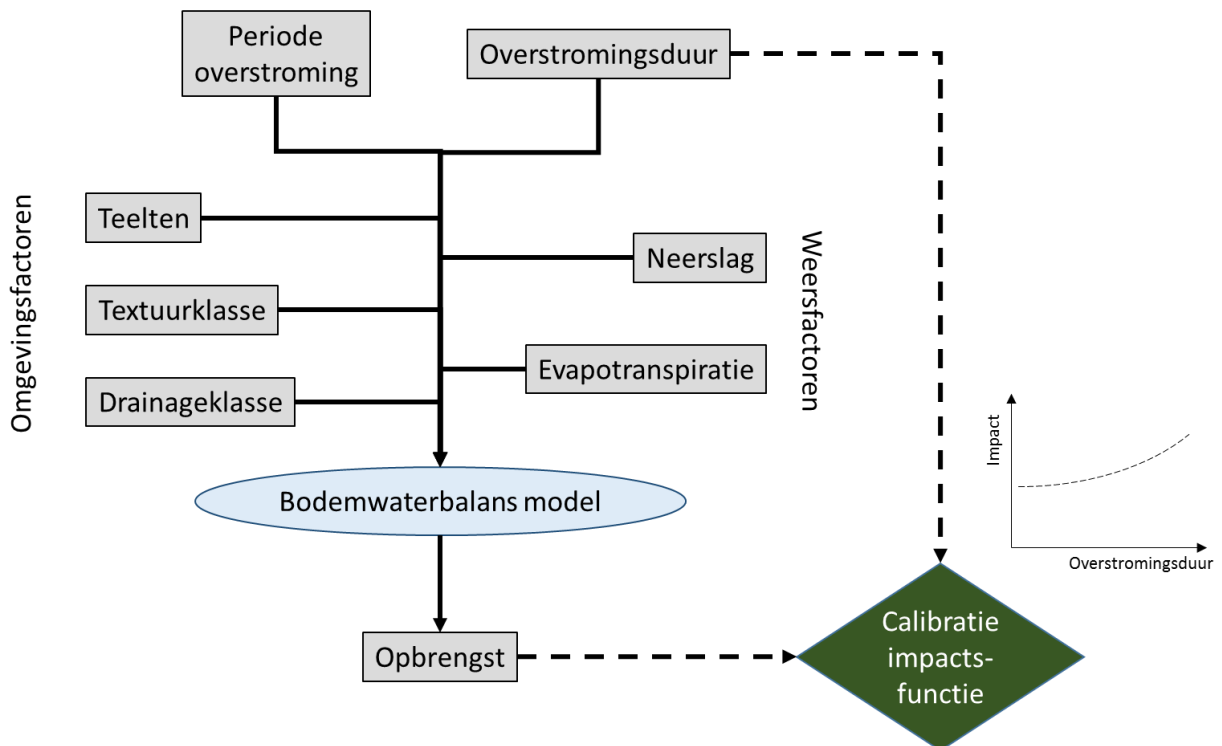 Periode
overstroming
Overstromingsduur
Omgevingsfactoren
Teelten
Textuurklasse
Drainageklasse
Neerslag
Evapotranspiratie
Weersfactoren
Bodemwaterbalans model
Opbrengst
Calibratie
impacts-
functie
Impact
Overstromingsduur